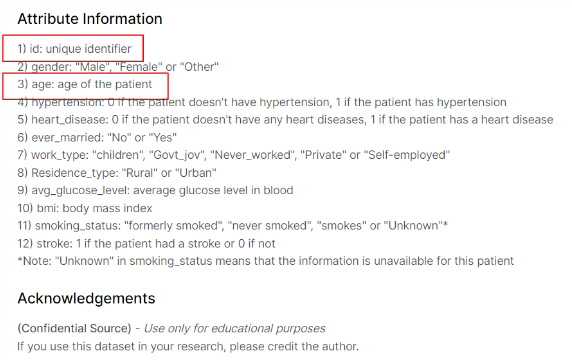 Attribute Information
1) id: unique identifier
2) gender: "Male", "Female" or "Other"
3) age: age of the patient
4) hypertension: 0 if the patient doesn't have hypertension, 1 if the patient has hypertension
5) heart_disease: 0 if the patient doesn't have any heart diseases, 1 if the patient has a heart disease
6) ever_married: "No" or "Yes"
7) work_type: "children", "Govt_jov", "Never_worked", "Private" or "Self-employed"
8) Residence_type: "Rural" or "Urban"
9) avg_glucose_level: average glucose level in blood
10) bmi: body mass index
11) smoking_status: "formerly smoked", "never smoked", "smokes" or "Unknown"*
12) stroke: 1 if the patient had a stroke or 0 if not
*Note: "Unknown" in smoking_status means that the information is unavailable for this patient
Acknowledgements
(Confidential Source) - Use only for educational purposes
If you use this dataset in your research, please credit the author.